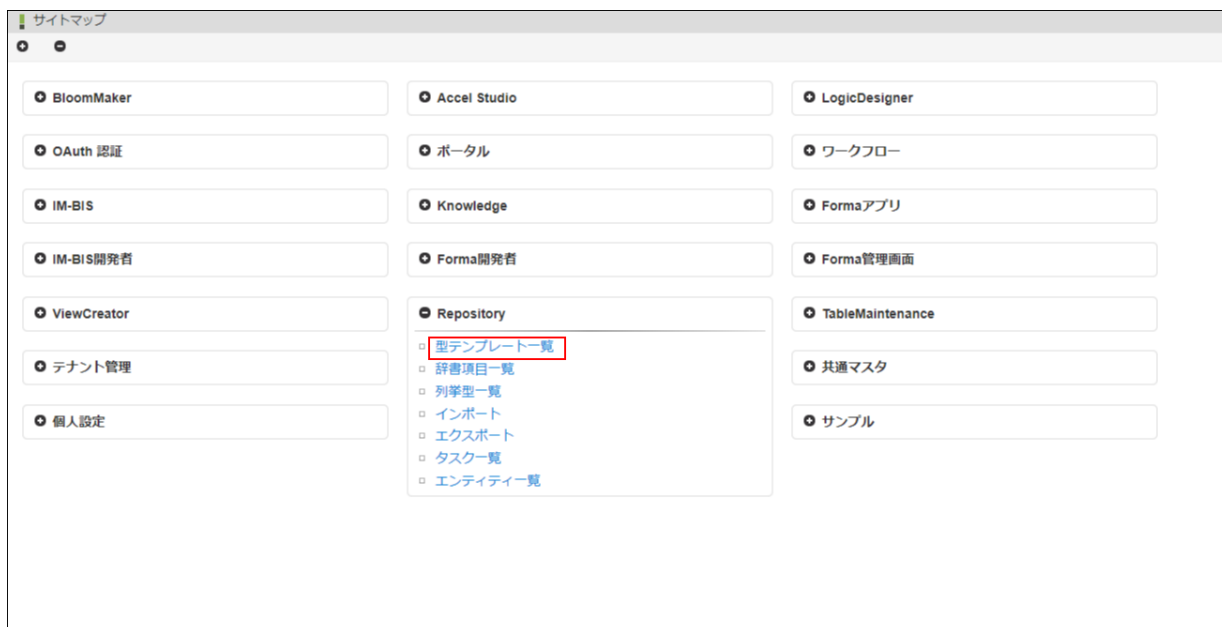 サイトマップ
BloomMaker
Accel Studio
LogicDesigner
OAuth 認証
ポータル
ワークフロー
IM-BIS
Knowledge
Formaアプリ
IM-BIS開発者
Forma開発者
Forma管理画面
ViewCreator
Repository
TableMaintenance
型テンプレート一覧
辞書項目一覧
列挙型一覧
インポート
エクスポート
タスク一覧
エンティティ一覧
テナント管理
共通マスタ
個人設定
サンプル